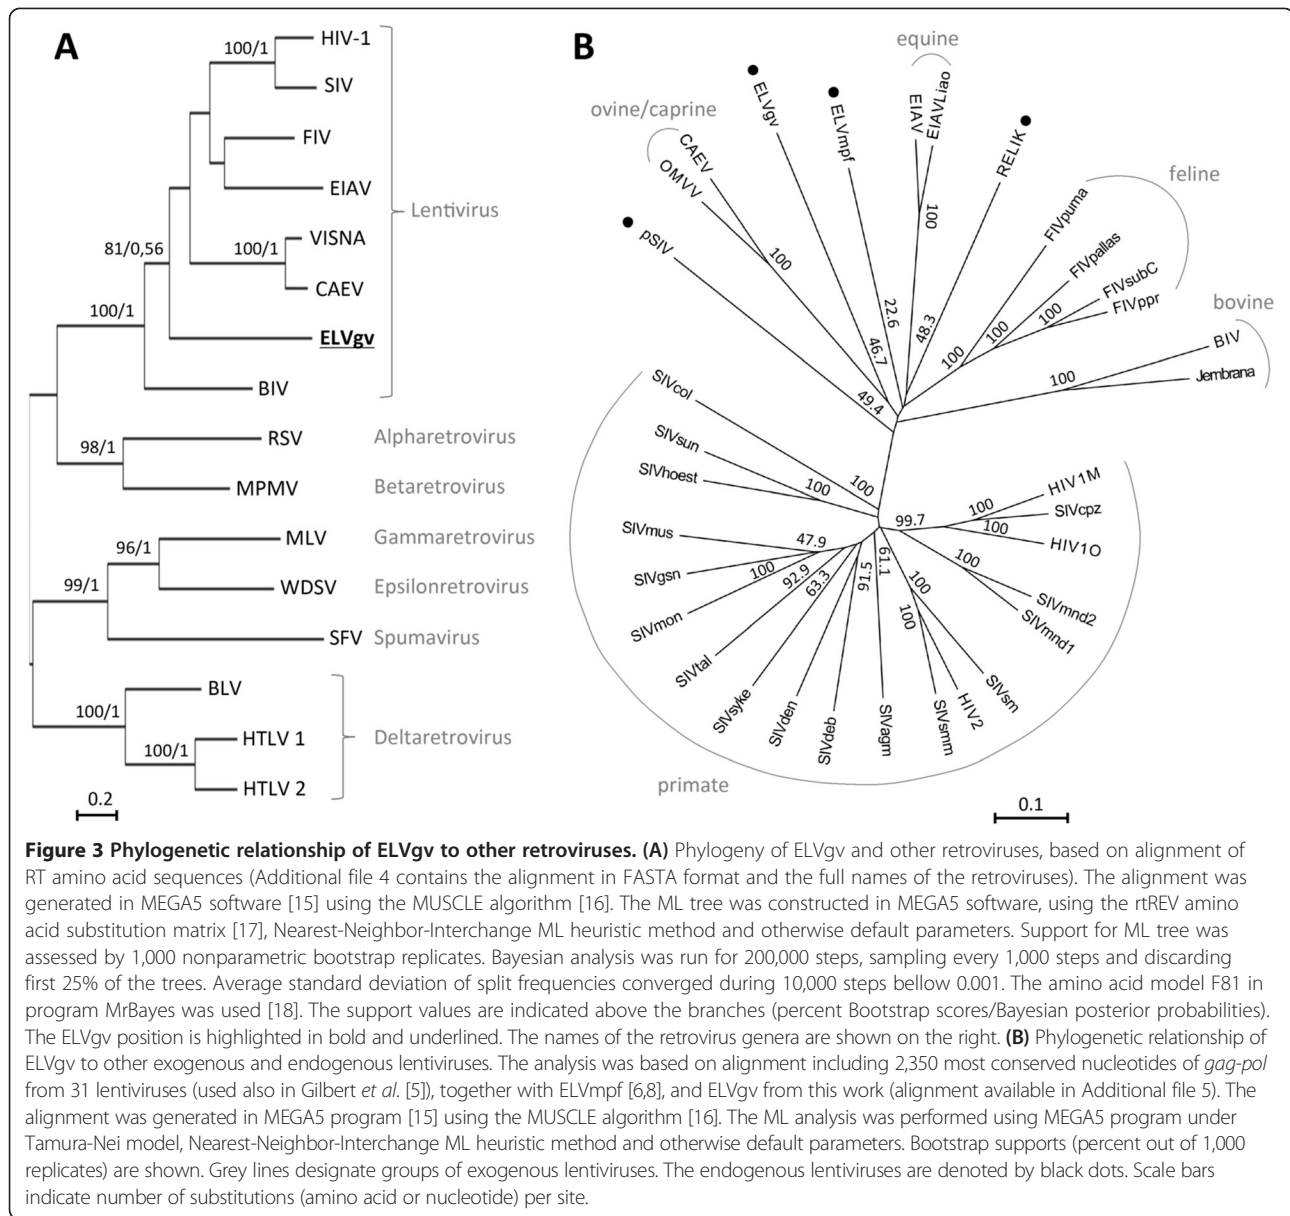 A
HIV-1
100/1
SIV
FIV
EIAV
Lentivirus
VISNA
81/0,56
100/1
CAEV
100/1
ELVgv
BIV
RSV
Alpharetrovirus
98/1
MPMV
Betaretrovirus
MLV
Gammaretrovirus
96/1
WDSV
Epsilonretrovirus
99/1
SFV
Spumavirus
BLV
100/1
HTLV 1
Deltaretrovirus
100/1
HTLV 2
0.2
B
equine
ovine/caprine
feline
bovine
primate
pSIV
OMVV
CAEV
100
ELVgv
ELVmpf
EIAV
EIAVLiao
100
RELIK
FIVpuma
FIVpallas
FIVsubC
FIVppr
100
100
100
BIV
Jembrana
100
49.4
46.7
22.6
48.3
SIVcol
100
SIVsun
SIVhoest
100
SIVmus
47.9
SIVgsn
100
SIVmon
92.9
SIVtal
63.3
SIVsyke
SIVden
91.5
SIVdeb
61.1
SIVagm
SIVsmm
100
HIV2
100
SIVsm
SIVmnd1
SIVmnd2
100
99.7
HIV1O
100
SIVcpz
100
HIV1M
0.1
Figure 3 Phylogenetic relationship of ELVgv to other retroviruses. (A) Phylogeny of ELVgv and other retroviruses, based on alignment of
RT amino acid sequences (Additional file 4 contains the alignment in FASTA format and the full names of the retroviruses). The alignment was
generated in MEGA5 software [15] using the MUSCLE algorithm [16]. The ML tree was constructed in MEGA5 software, using the rtREV amino
acid substitution matrix [17], Nearest-Neighbor-Interchange ML heuristic method and otherwise default parameters. Support for ML tree was
assessed by 1,000 nonparametric bootstrap replicates. Bayesian analysis was run for 200,000 steps, sampling every 1,000 steps and discarding
first 25% of the trees. Average standard deviation of split frequencies converged during 10,000 steps bellow 0.001. The amino acid model F81 in
program MrBayes was used [18]. The support values are indicated above the branches (percent Bootstrap scores/Bayesian posterior probabilities).
The ELVgv position is highlighted in bold and underlined. The names of the retrovirus genera are shown on the right. (B) Phylogenetic relationship of
ELVgv to other exogenous and endogenous lentiviruses. The analysis was based on alignment including 2,350 most conserved nucleotides of gag-pol
from 31 lentiviruses (used also in Gilbert et al. [5]), together with ELVmpf [6,8], and ELVgv from this work (alignment available in Additional file 5). The
alignment was generated in MEGA5 program [15] using the MUSCLE algorithm [16]. The ML analysis was performed using MEGA5 program under
Tamura-Nei model, Nearest-Neighbor-Interchange ML heuristic method and otherwise default parameters. Bootstrap supports (percent out of 1,000
replicates) are shown. Grey lines designate groups of exogenous lentiviruses. The endogenous lentiviruses are denoted by black dots. Scale bars
indicate number of substitutions (amino acid or nucleotide) per site.